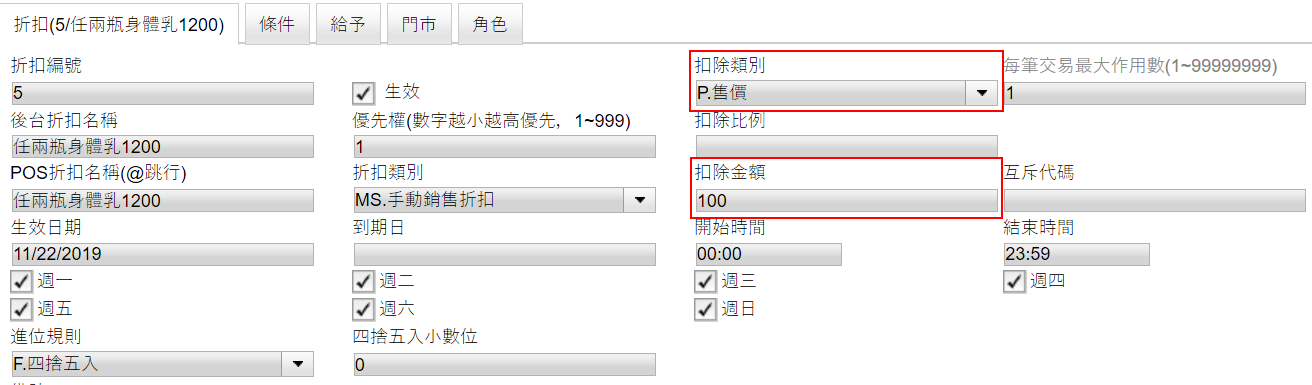 折扣(5/任兩瓶身體乳1200) 條件 給予 門市 角色
折扣編號 扣除類別 每筆交易最大作用數(1~99999999)
5 生效 P.售價 1
後台折扣名稱 優先權(數字越小越高優先，1~999) 扣除比例
任兩瓶身體乳1200 1
POS折扣名稱(@跳行) 折扣類別 扣除金額 互斥代碼
任兩瓶身體乳1200 MS.手動銷售折扣 100
生效日期 到期日 開始時間 結束時間
11/22/2019 00:00 23:59
週一 週二 週三 週四
週五 週六 週日
進位規則 四捨五入小數位
F.四捨五入 0